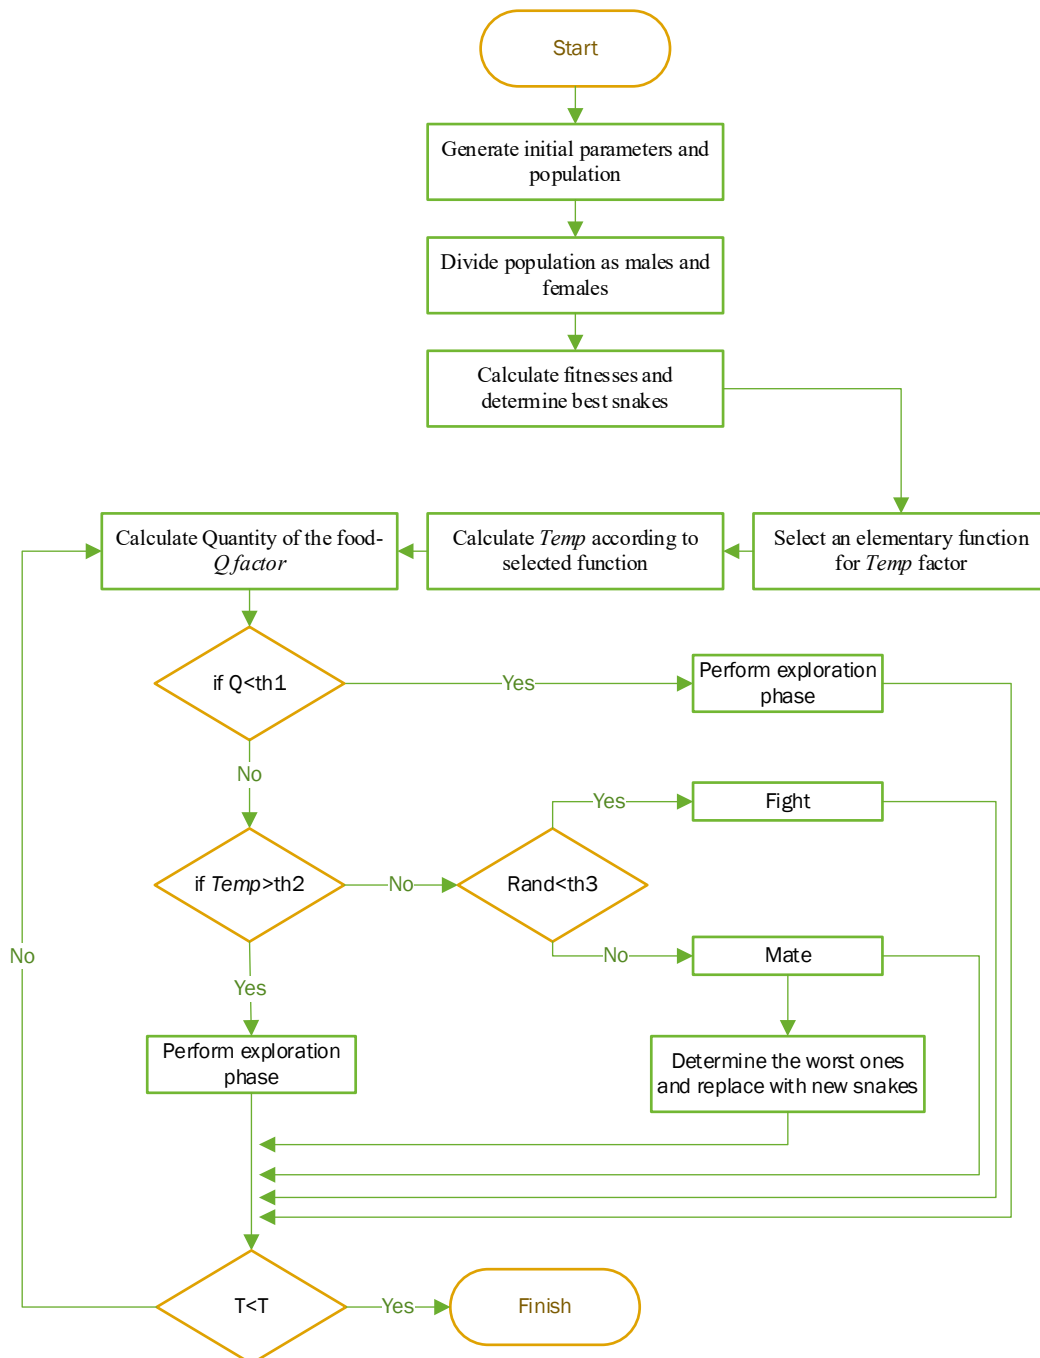 Start
Generate initial parameters and
population
Divide population as males and
females
Calculate fitnesses and
determine best snakes
Calculate Quantity of the food-
Q factor
Calculate Temp according to
selected function
Select an elementary function
for Temp factor
if Q<th1
Yes
Perform exploration
phase
No
Yes
Fight
if Temp>th2
No
Rand<th3
No
No
Mate
Yes
Perform exploration
phase
Determine the worst ones
and replace with new snakes
T<T
Yes
Finish